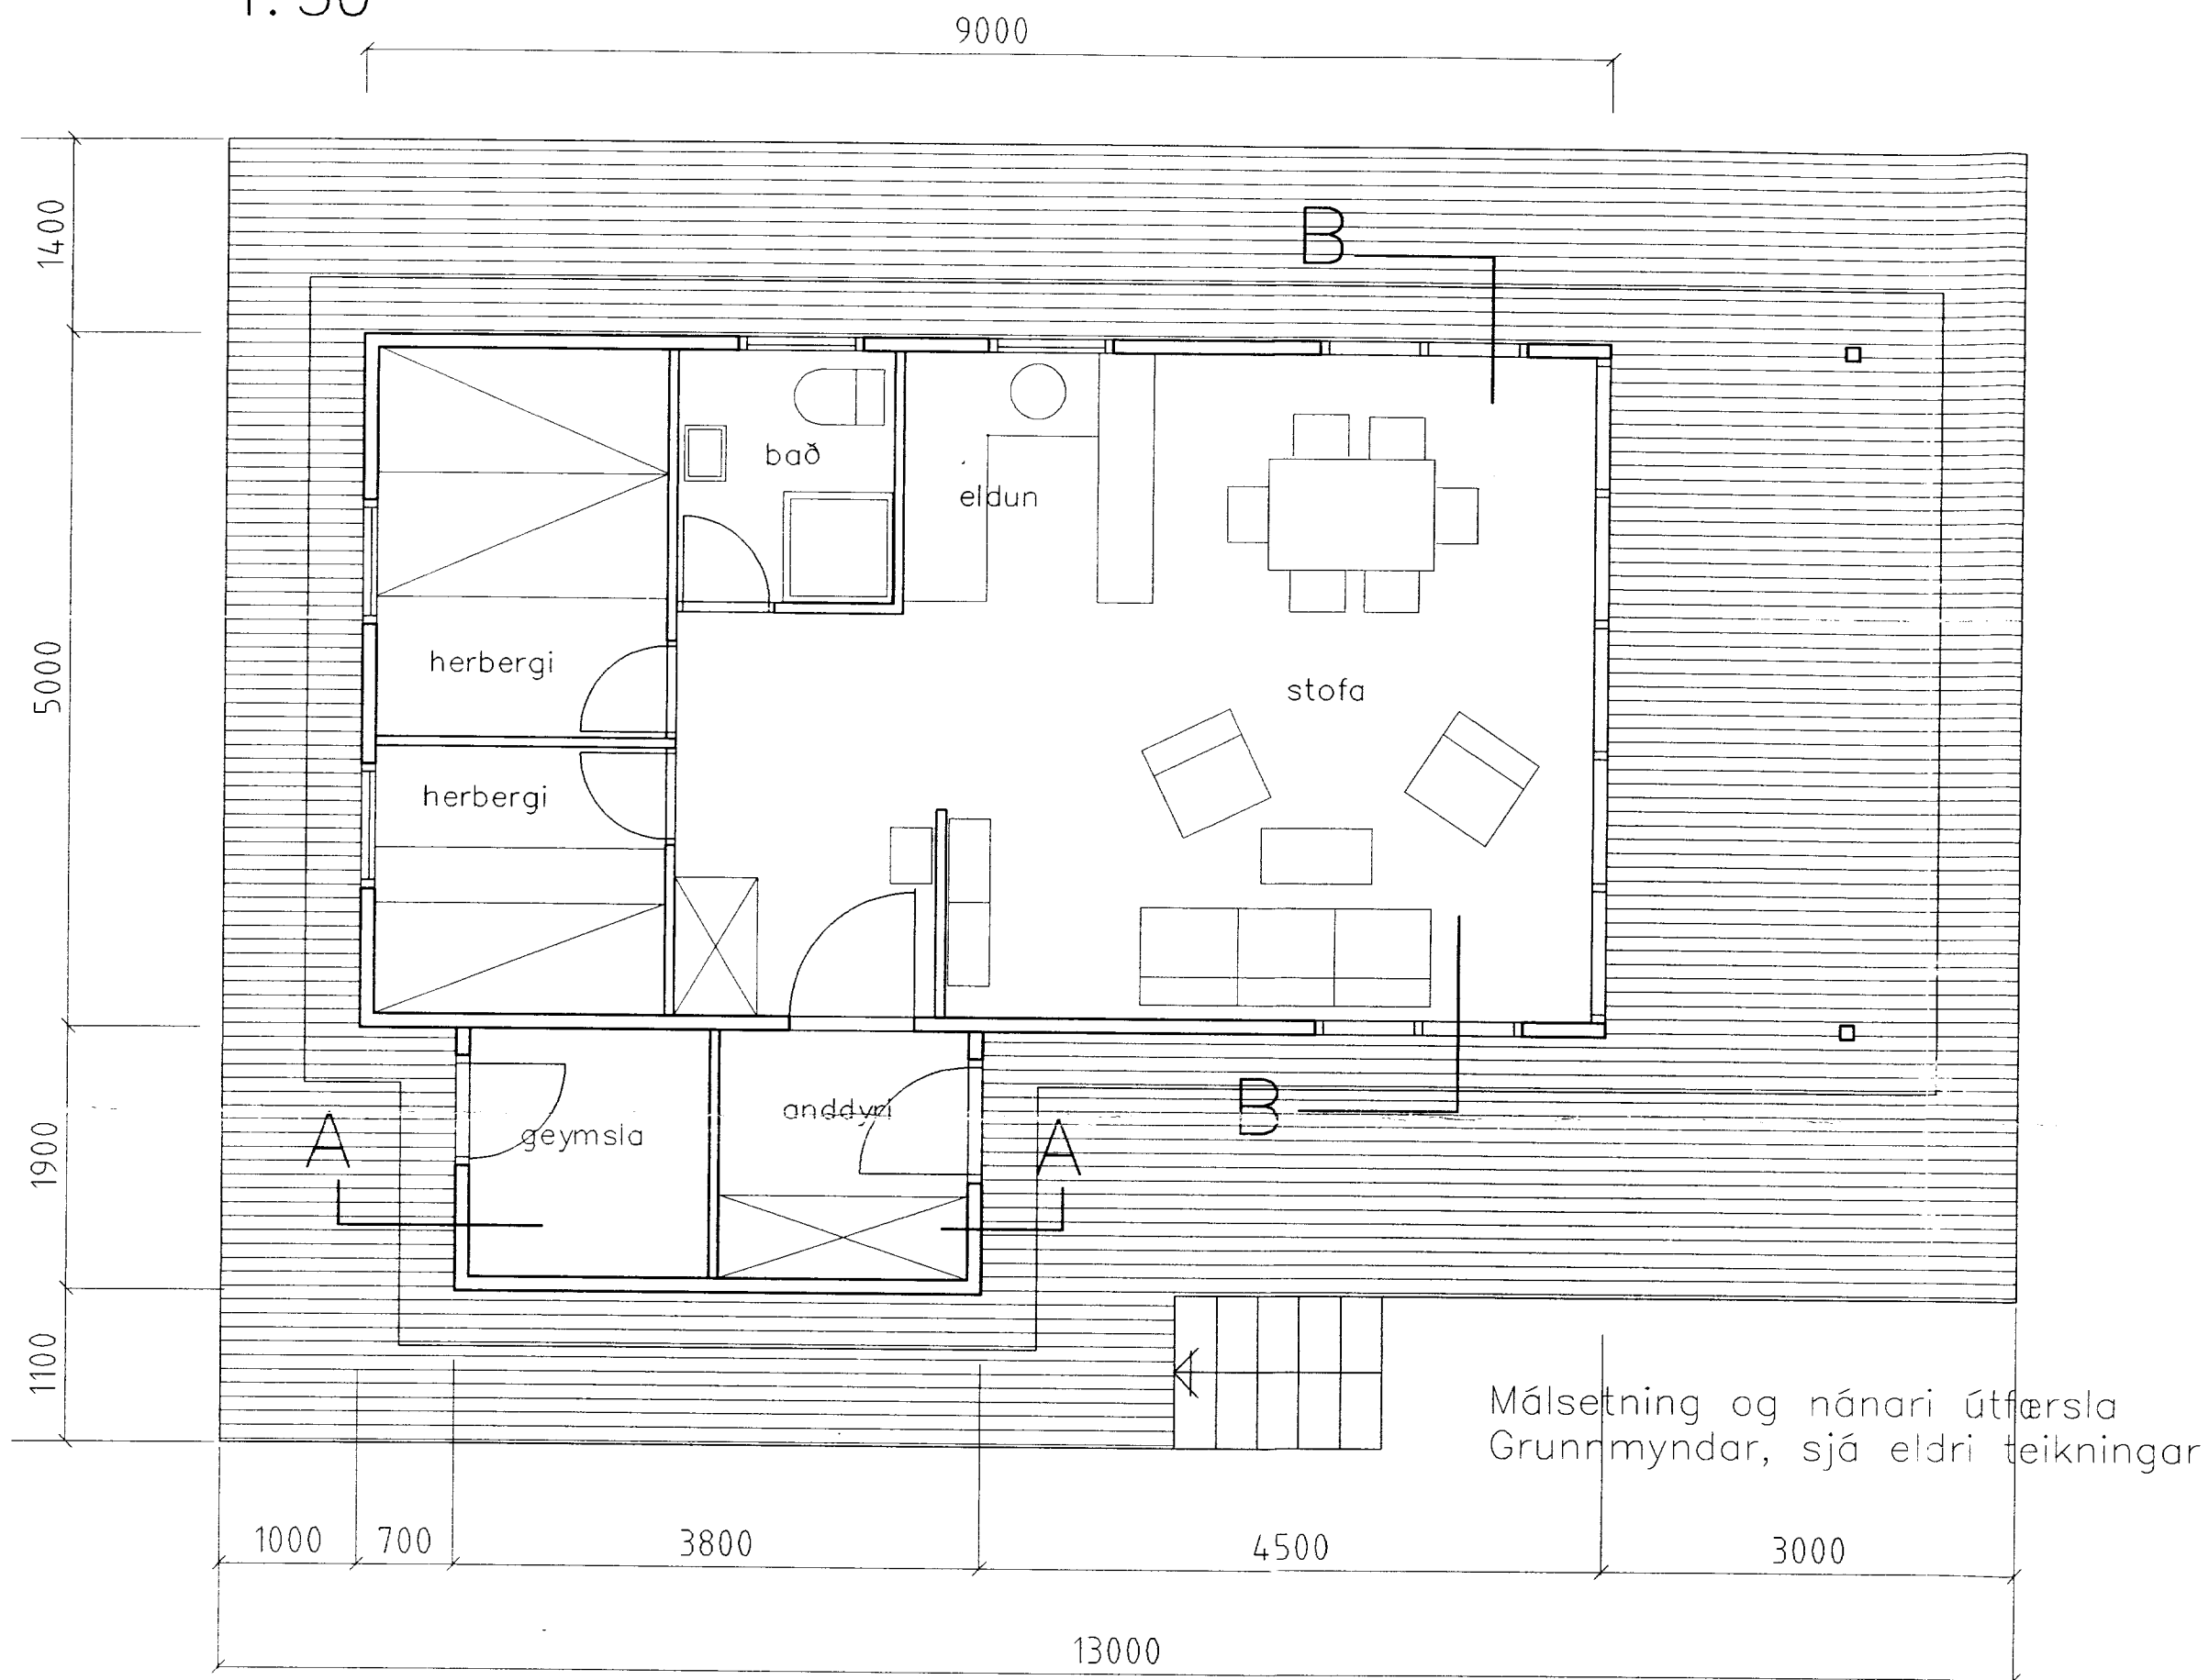 1:50
9000
1400
B
bað
eldun
5000
herbergi
stofa
herbergi
1900
A
geymsla
anddyri
A
B
1100
Málsetning og nánari útfærsla
Grunnmyndar, sjá eldri teikningar
1000 700 3800 4500 3000
13000